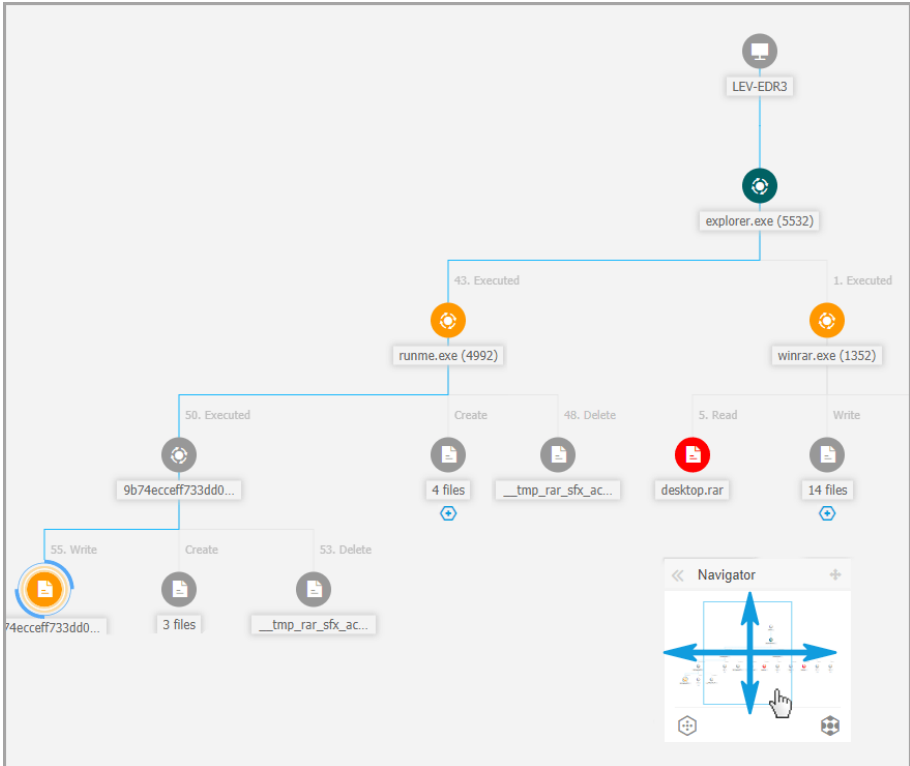 LEV-EDR3
explorer.exe (5532)
43. Executed
1. Executed
runme.exe (4992)
winrar.exe (1352)
50. Executed
Create
48. Delete
5. Read
Write
9b74ecceff733dd0...
4 files
__tmp_rar_sfx_ac...
desktop.rar
14 files
55. Write
Create
53. Delete
74ecceff733dd0...
3 files
__tmp_rar_sfx_ac...
Navigator